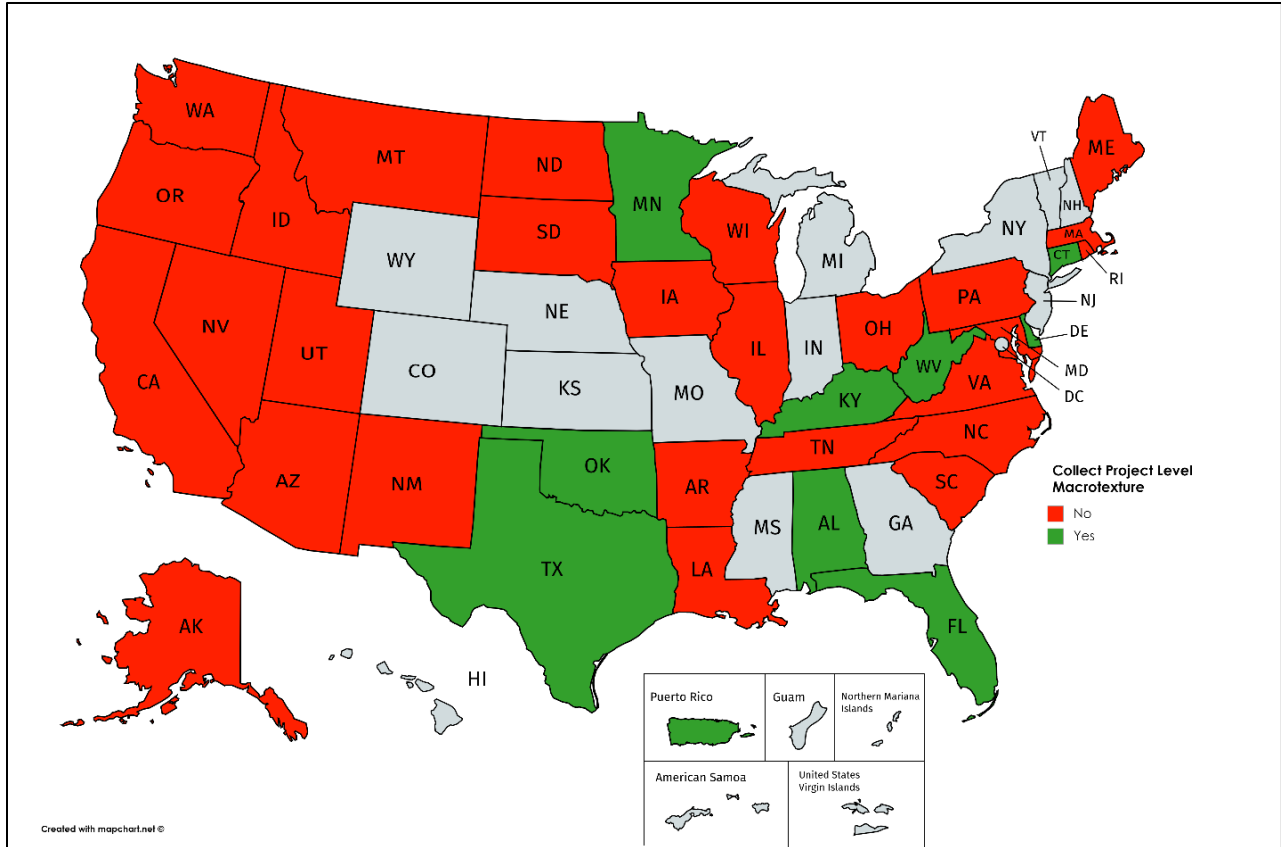 WA
MT
ND
MN
VT
ME
OR
ID
SD
WI
MI
NY
NH
MA
CT
RI
WY
IA
PA
NJ
NE
NV
UT
CO
IL
IN
OH
DE
MD
DC
CA
KS
MO
WV
VA
KY
AZ
NM
OK
AR
TN
NC
SC
Collect Project Level
Macrotexture
No
Yes
TX
LA
MS
AL
GA
FL
AK
HI
Puerto Rico
Guam
Northern Mariana
Islands
American Samoa
United States
Virgin Islands
Created with mapchart.net ©